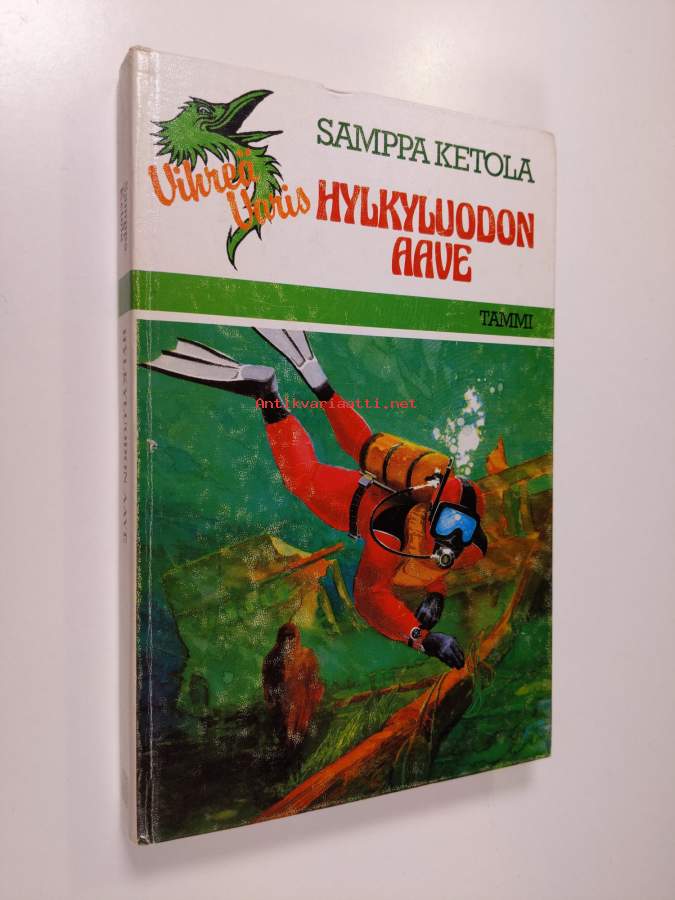 SAMPPA KETOLA
Vihreä
Varis
HYLKYLUODON
AAVE
TAMMI
Antikvariaatti.net
HYLKYLUODON AAVE